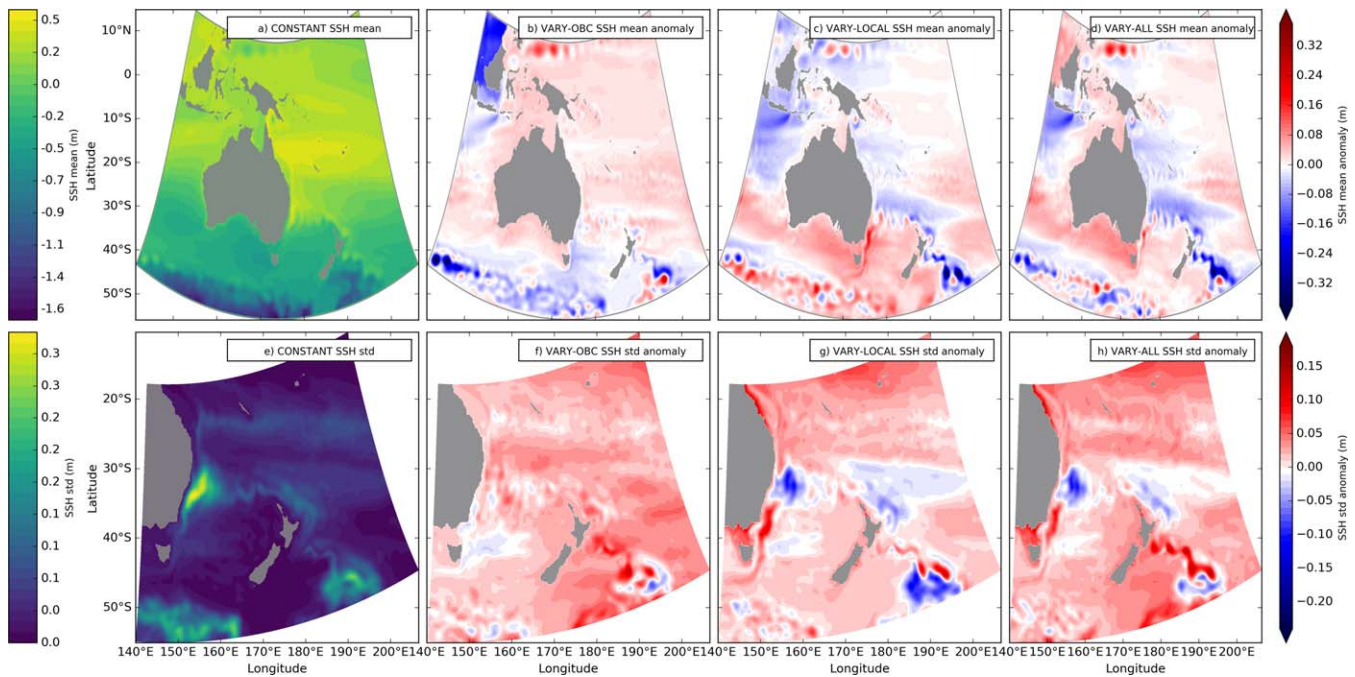 a) CONSTANT SSH mean
b) VARY-OBC SSH mean anomaly
c) VARY-LOCAL SSH mean anomaly
d) VARY-ALL SSH mean anomaly
SSH mean (m)
0.5
0.2
0.0
-0.3
-0.5
-0.9
-1.1
-1.3
-1.6
Latitude
10°N
0
10°S
20°S
30°S
40°S
50°S
SSH mean anomaly (m)
0.32
0.24
0.16
0.08
0.00
-0.08
-0.16
-0.24
-0.32
e) CONSTANT SSH std
f) VARY-OBC SSH std anomaly
g) VARY-LOCAL SSH std anomaly
h) VARY-ALL SSH std anomaly
SSH std (m)
0.3
0.3
0.2
0.2
0.1
0.1
0.0
0.0
Latitude
20°S
30°S
40°S
50°S
SSH std anomaly (m)
0.15
0.10
0.05
0.00
-0.05
-0.10
-0.15
-0.20
140°E 150°E 160°E 170°E 180°E 190°E 200°E
140°E 150°E 160°E 170°E 180°E 190°E 200°E
140°E 150°E 160°E 170°E 180°E 190°E 200°E
140°E 150°E 160°E 170°E 180°E 190°E 200°E
Longitude
Longitude
Longitude
Longitude